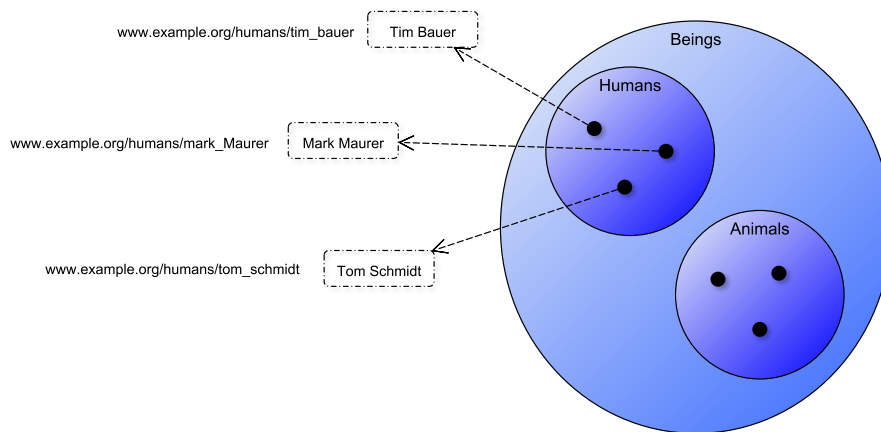 www.example.org/humans/tim_bauer
Tim Bauer
Beings
Humans
www.example.org/humans/mark_Maurer
Mark Maurer
Animals
www.example.org/humans/tom_schmidt
Tom Schmidt